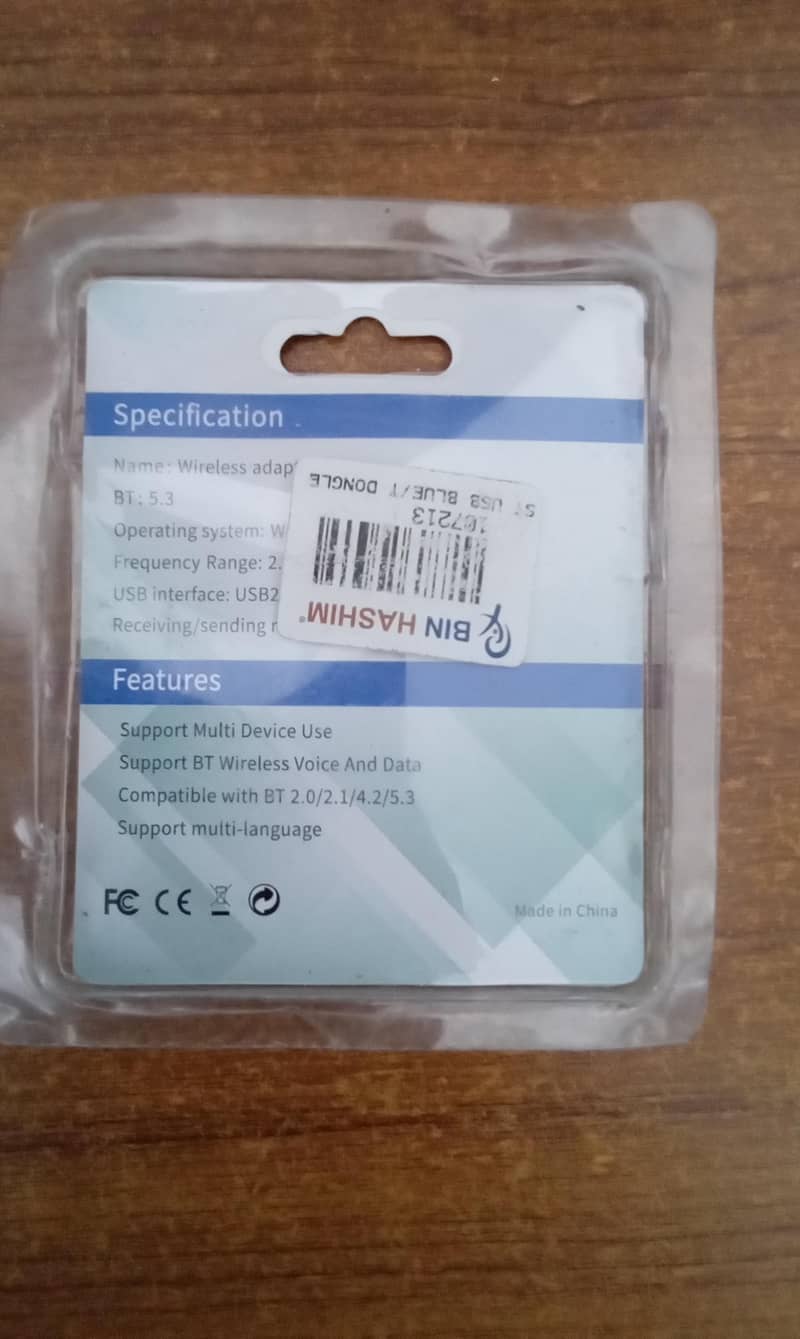 Specification
Name: Wireless adap
BT: 5.3
Operating system: W
Frequency Range: 2.
USB interface: USB2
Receiving/sending r
USB BLUE/T DONGLE
BIN HASHIM®
Features
Support Multi Device Use
Support BT Wireless Voice And Data
Compatible with BT 2.0/2.1/4.2/5.3
Support multi-language
FC CE
Made in China